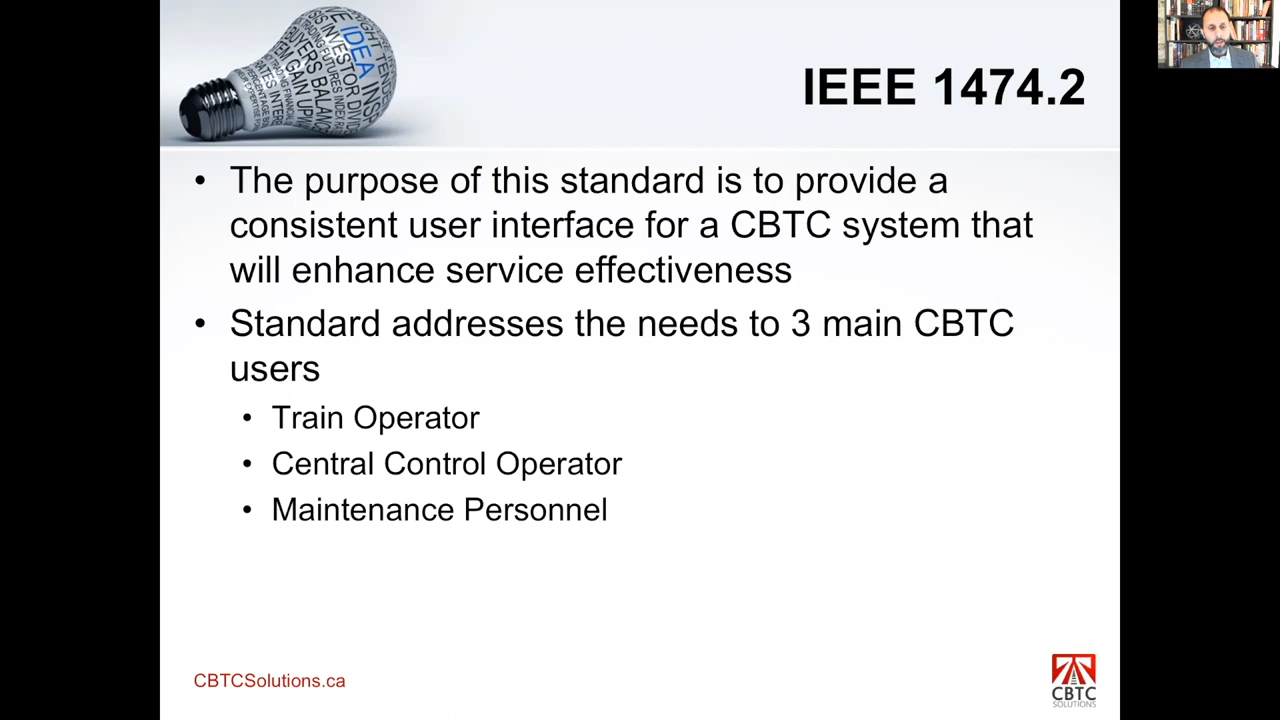 IDEA
IEEE 1474.2
• The purpose of this standard is to provide a
consistent user interface for a CBTC system that
will enhance service effectiveness
• Standard addresses the needs to 3 main CBTC
users
• Train Operator
• Central Control Operator
• Maintenance Personnel
CBTCSolutions.ca
CBTC
SOLUTIONS